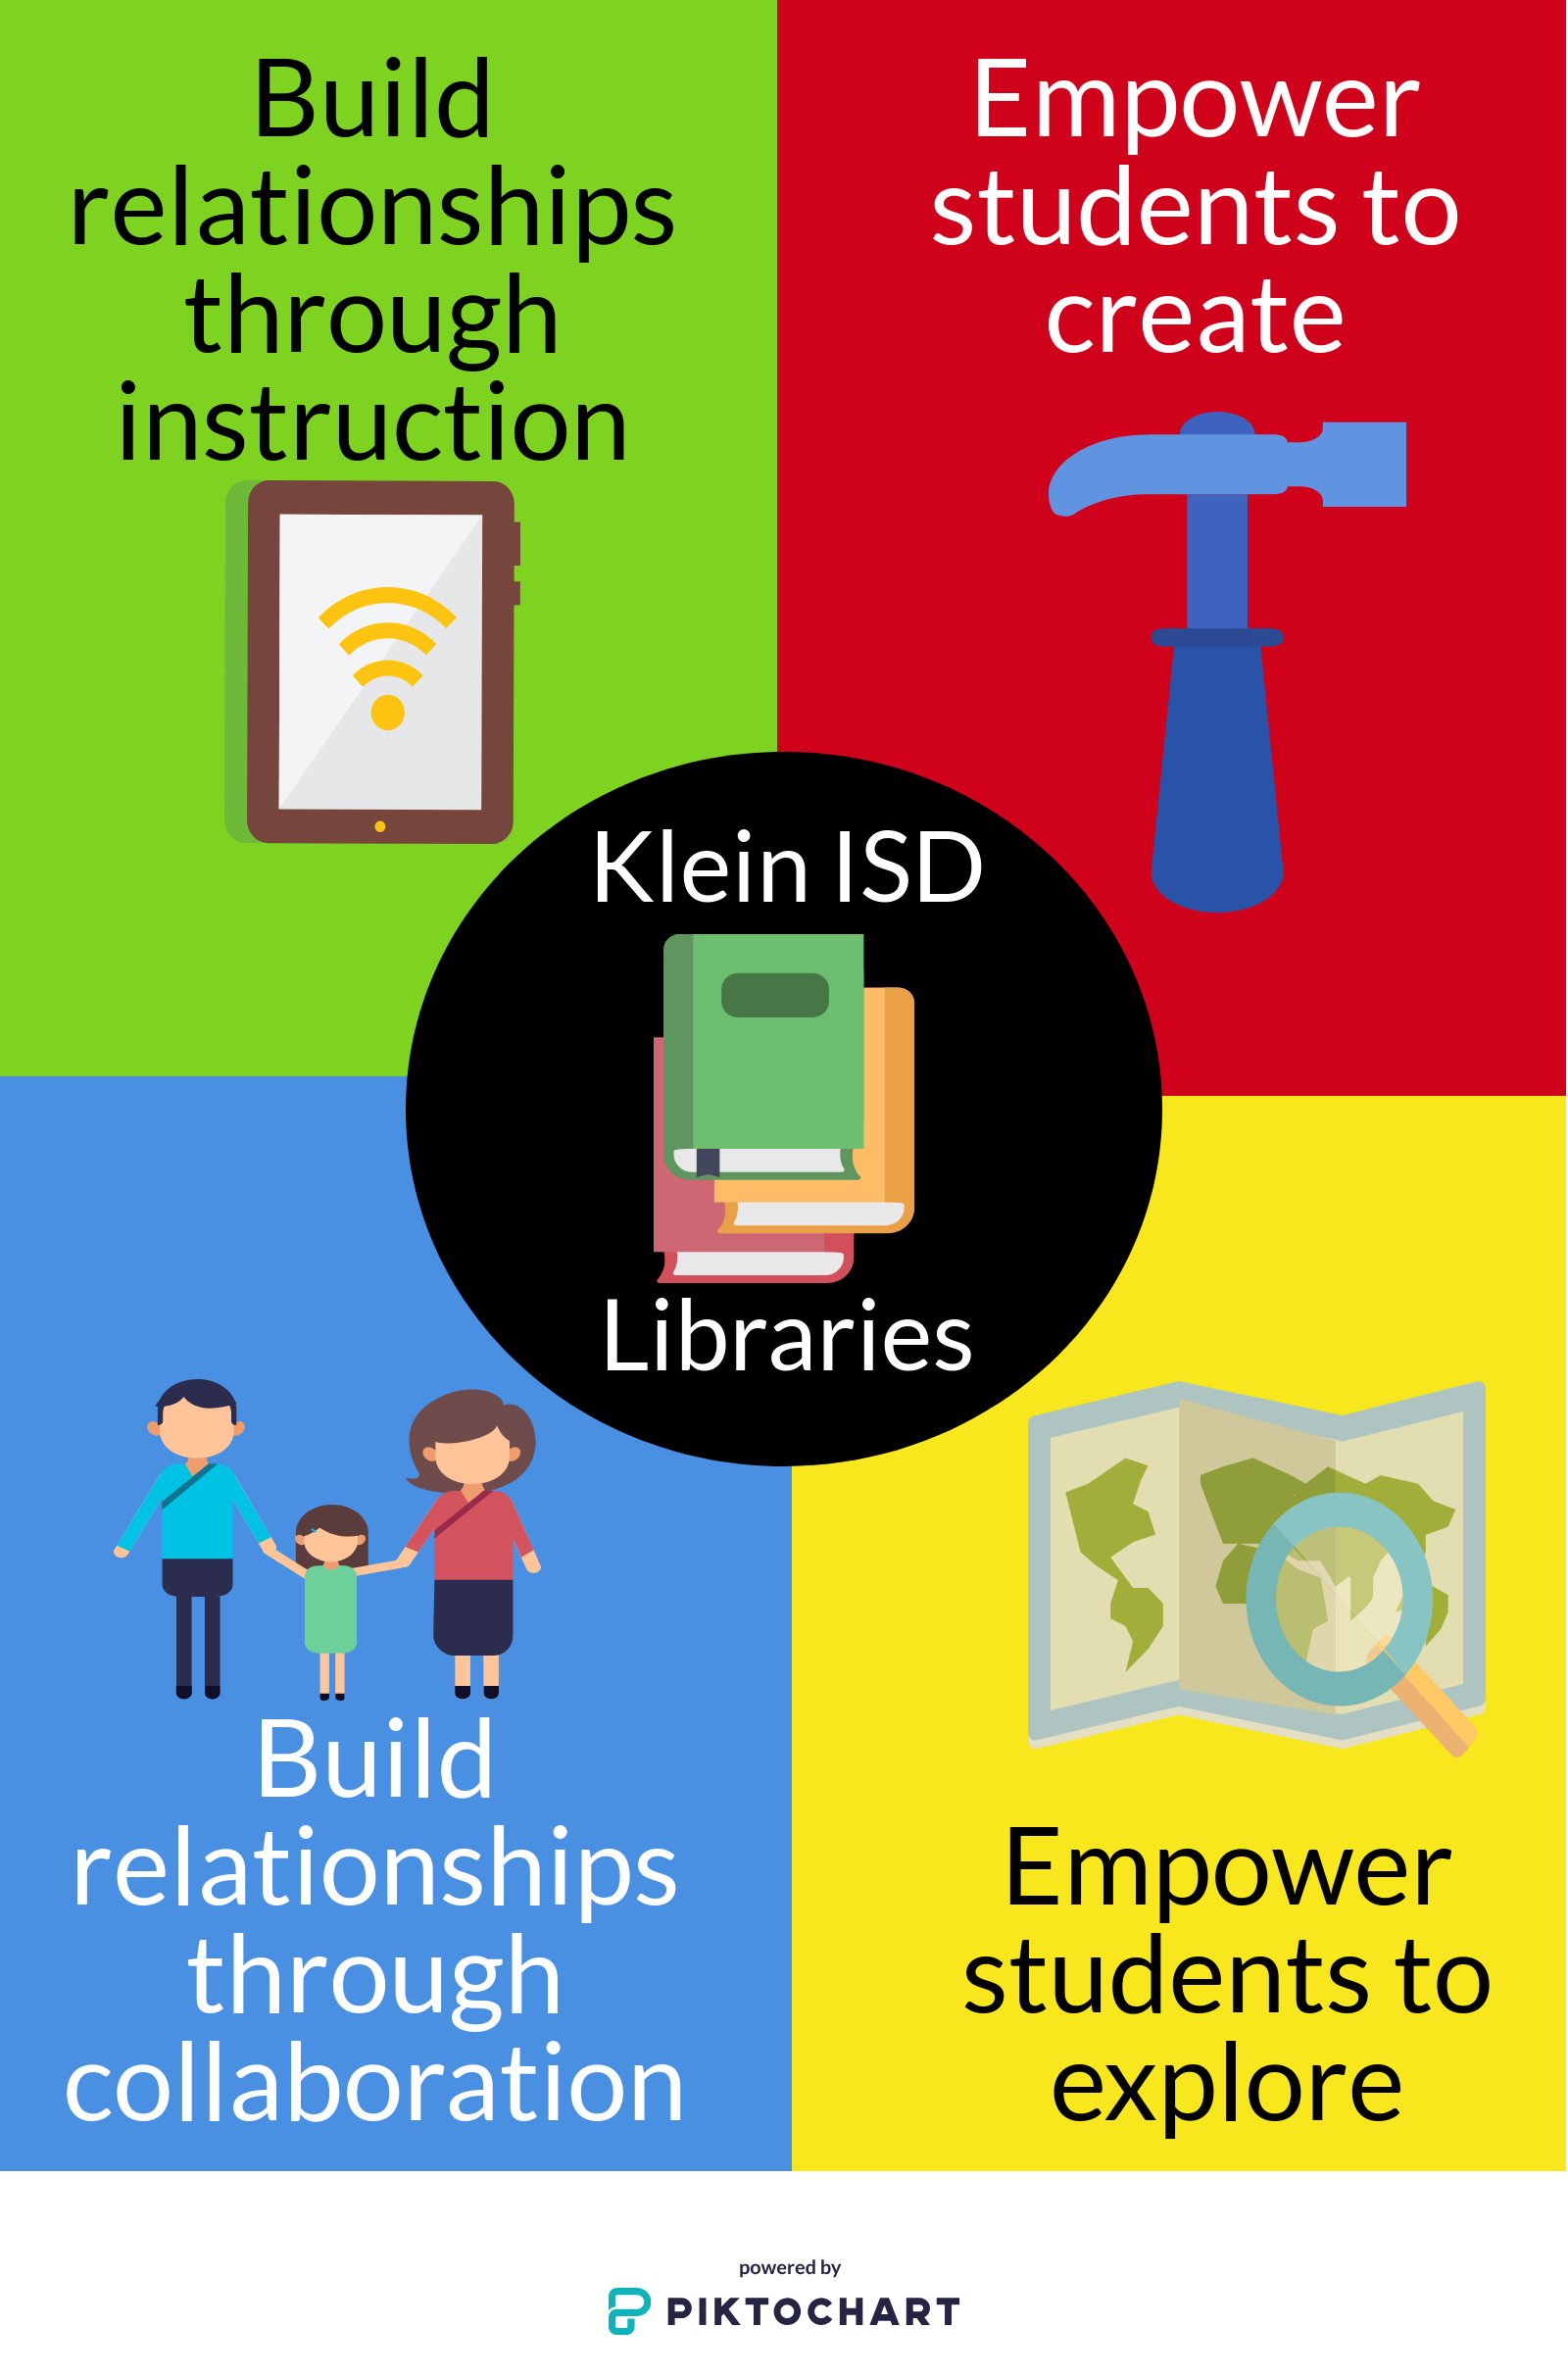 Build
relationships
through
instruction
Empower
students to
create
Klein ISD
Libraries
Build
relationships
through
collaboration
Empower
students to
explore
powered by
PIKTOCHART